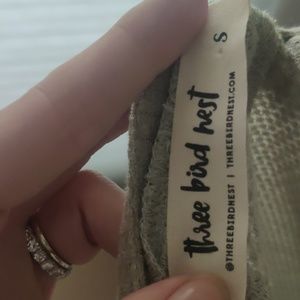 S
three bird nest
@THREEBIRDNEST | THREEBIRDNEST.COM